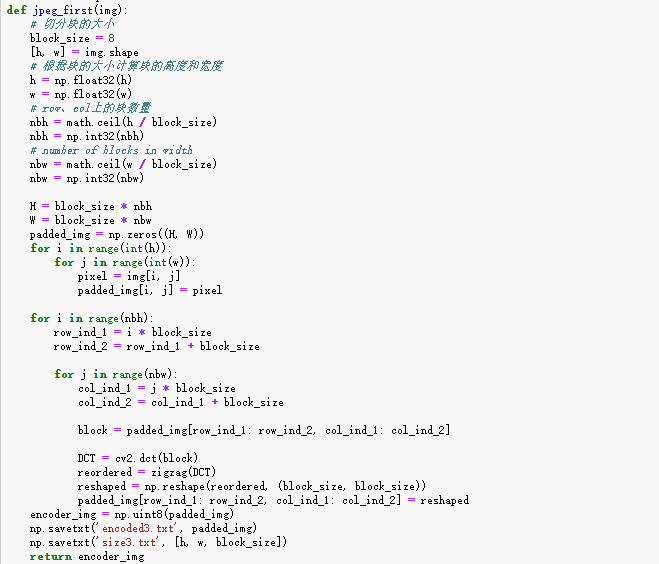 def jpeg_first(img):
    # 切分块的大小
    block_size = 8
    [h, w] = img.shape
    # 根据块的大小计算块的高度和宽度
    h = np.float32(h)
    w = np.float32(w)
    # row、col上的块数量
    nbh = math.ceil(h / block_size)
    nbh = np.int32(nbh)
    # number of blocks in width
    nbw = math.ceil(w / block_size)
    nbw = np.int32(nbw)

    H = block_size * nbh
    W = block_size * nbw
    padded_img = np.zeros((H, W))
    for i in range(int(h)):
        for j in range(int(w)):
            pixel = img[i, j]
            padded_img[i, j] = pixel

    for i in range(nbh):
        row_ind_1 = i * block_size
        row_ind_2 = row_ind_1 + block_size

        for j in range(nbw):
            col_ind_1 = j * block_size
            col_ind_2 = col_ind_1 + block_size

            block = padded_img[row_ind_1: row_ind_2, col_ind_1: col_ind_2]

            DCT = cv2.dct(block)
            reordered = zigzag(DCT)
            reshaped = np.reshape(reordered, (block_size, block_size))
            padded_img[row_ind_1: row_ind_2, col_ind_1: col_ind_2] = reshaped
    encoder_img = np.uint8(padded_img)
    np.savetxt('encoded3.txt', padded_img)
    np.savetxt('size3.txt', [h, w, block_size])
    return encoder_img